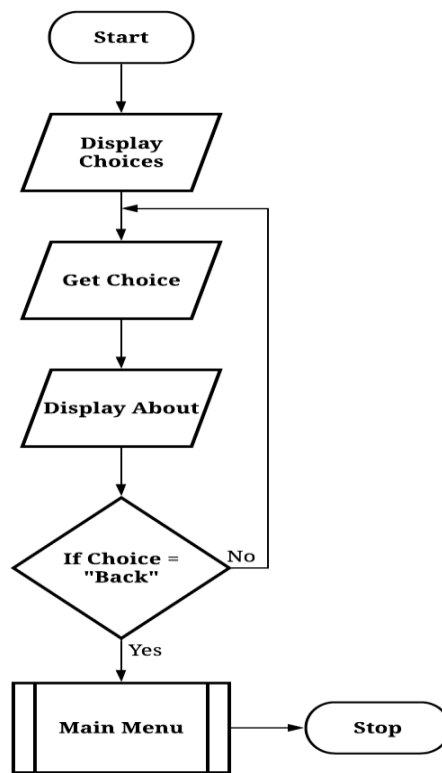 Start
Display
Choices
Get Choice
Display About
If Choice =
"Back"
No
Yes
Main Menu
Stop